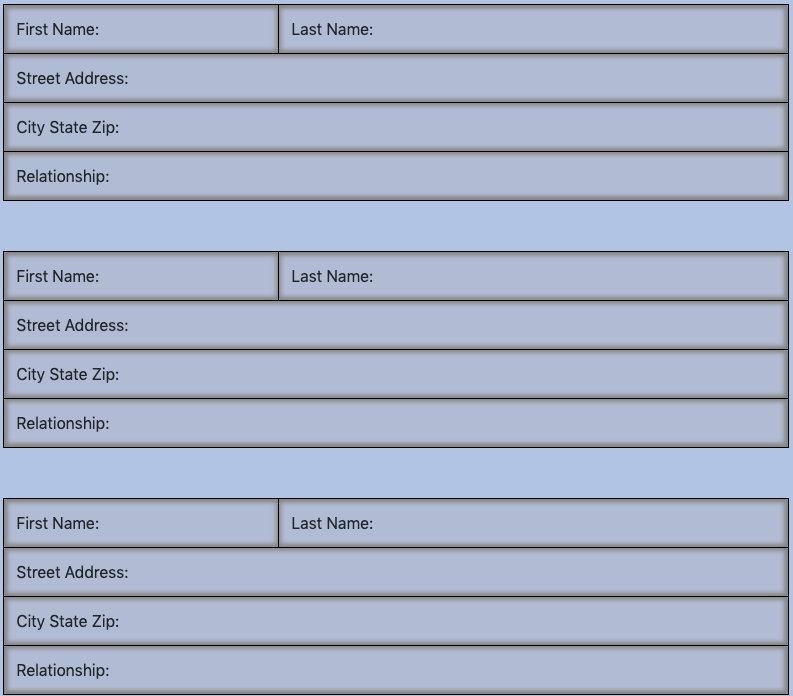 First Name: Last Name:
Street Address:
City State Zip:
Relationship:
First Name: Last Name:
Street Address:
City State Zip:
Relationship:
First Name: Last Name:
Street Address:
City State Zip:
Relationship: